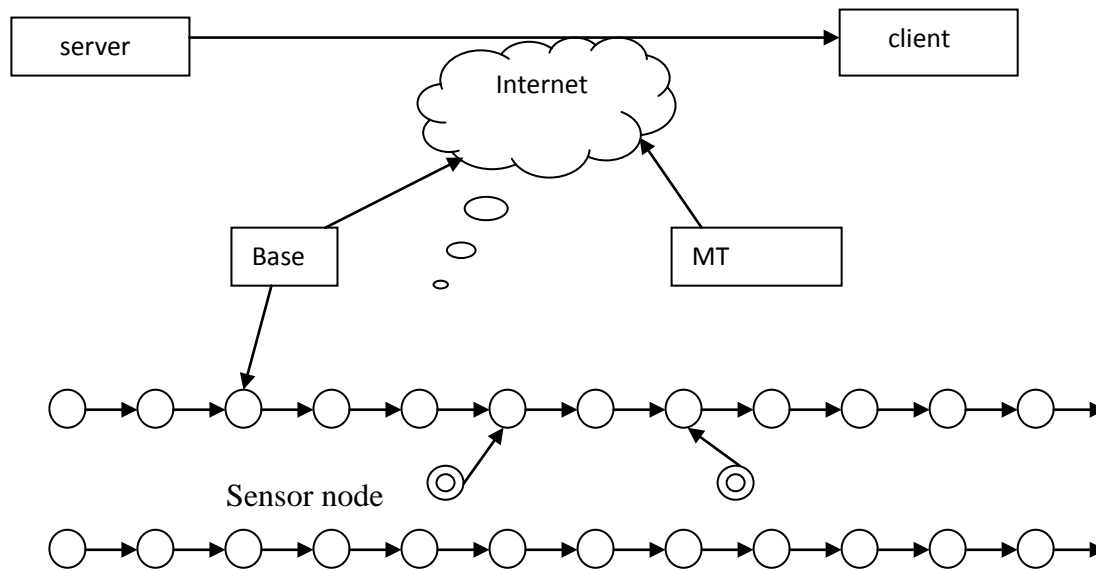 server
client
Internet
Base
MT
Sensor node